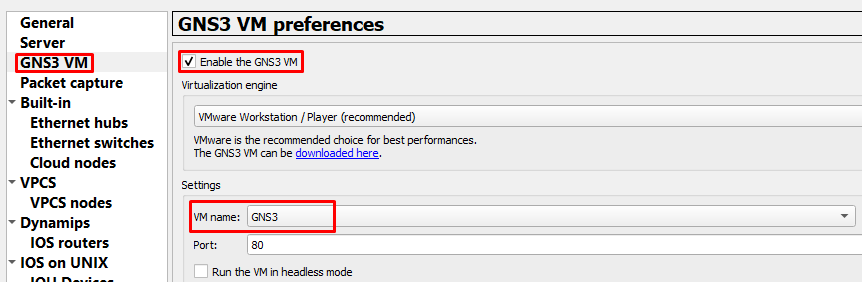 General
Server
GNS3 VM
Packet capture
Built-in
Ethernet hubs
Ethernet switches
Cloud nodes
VPCS
VPCS nodes
Dynamips
IOS routers
IOS on UNIX
IOU Devices
GNS3 VM preferences
Enable the GNS3 VM
Virtualization engine
VMware Workstation / Player (recommended)
VMware is the recommended choice for best performances.
The GNS3 VM can be downloaded here.
Settings
VM name: GNS3
Port: 80
Run the VM in headless mode